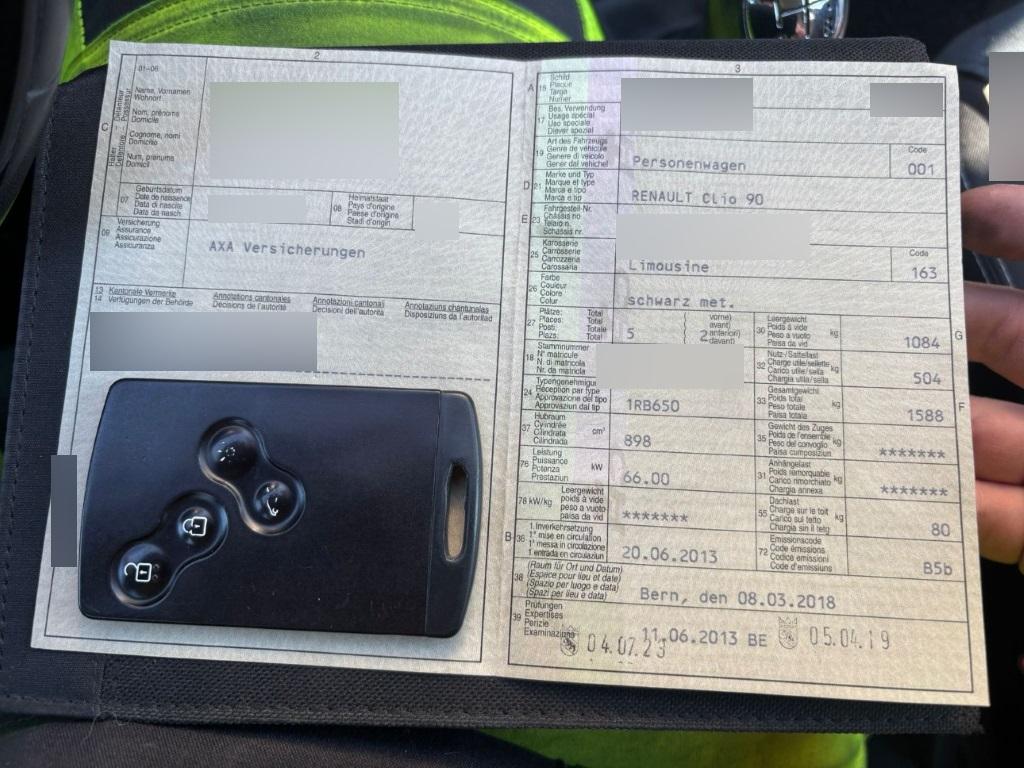 2
01-06
C
Halter Détenteur
Detentore Possessur
Name, Vornamen
Wohnort
Nom, prénoms
Domicile
Cognome, nomi
Domicilio
Num, prenums
Domicil
07
Geburtsdatum
Date de naissance
Data di nascita
Data da nasch.
08
Heimatstaat
Pays d'origine
Paese d'origine
Stadi d'origin
09
Versicherung
Assurance
Assicurazione
Assicuranza
AXA Versicherungen
13 Kantonale Vermerke
14 Verfügungen der Behörde
Annotations cantonales
Décisions de l'autorité
Annotazioni cantonali
Decisioni dell'autorità
Annotaziuns chantunalas
Disposiziuns da l'autoritad
3
A
15
Schild
Plaque
Targa
Numer
17
Bes. Verwendung
Usage spécial
Uso speciale
Diever spezial
19
Art des Fahrzeugs
Genre de véhicule
Genere di veicolo
Gener dal vehichel
Personenwagen
Code
001
D
21
Marke und Typ
Marque et type
Marca e tipo
Marca e tip
RENAULT Clio 90
E
23
Fahrgestell-Nr.
Châssis no
Telaio n.
Schassis nr.
25
Karosserie
Carrosserie
Carrozzeria
Carossaria
Limousine
Code
163
26
Farbe
Couleur
Colore
Colur
schwarz met.
27
Plätze: Total
Places: Total
Posti: Totale
Plazs: Total
5
2
vorne)
avant)
anteriori)
davant)
30
Leergewicht
Poids à vide
Peso a vuoto
Paisa da vid
kg
1084
G
18
Stammnummer
N° matricule
N. di matricola
Nr. da matricla
32
Nutz-/Sattellast
Charge utile/sellette
Carico utile/sella
Chargia utila/sella
kg
504
24
Typengenehmigung
Réception par type
Approvazione del tipo
Approvaziun dal tip
1RB650
33
Gesamtgewicht
Poids total
Peso totale
Paisa totala
kg
1588
F
37
Hubraum
Cylindrée
Cilindrata
Cilindrada
cm³
898
35
Gewicht des Zuges
Poids de l'ensemble
Peso del convoglio
Paisa cumposiziun
kg
*******
76
Leistung
Puissance
Potenza
Prestaziun
kW
66.00
31
Anhängelast
Poids remorquable
Carico rimorchiato
Chargia annexa
kg
*******
78 kW/kg
Leergewicht
poids à vide
peso a vuoto
paisa da vid
*******
55
Dachlast
Charge sur le toit
Carico sul tetto
Chargia sin il tetg
kg
80
B
36
1. Inverkehrsetzung
1re mise en circulation
1a messa in circolazione
1 entrada en circulaziun
20.06.2013
72
Emissionscode
Code émissions
Codice emissioni
Code d'emissiuns
B5b
38
(Raum für Ort und Datum)
(Espace pour lieu et date)
(Spazio per luogo e data)
(Spazi per lieu e data)
Bern, den 08.03.2018
39
Prüfungen
Expertises
Perizie
Examinaziuns
04.07.23
11.06.2013 BE
05.04.19